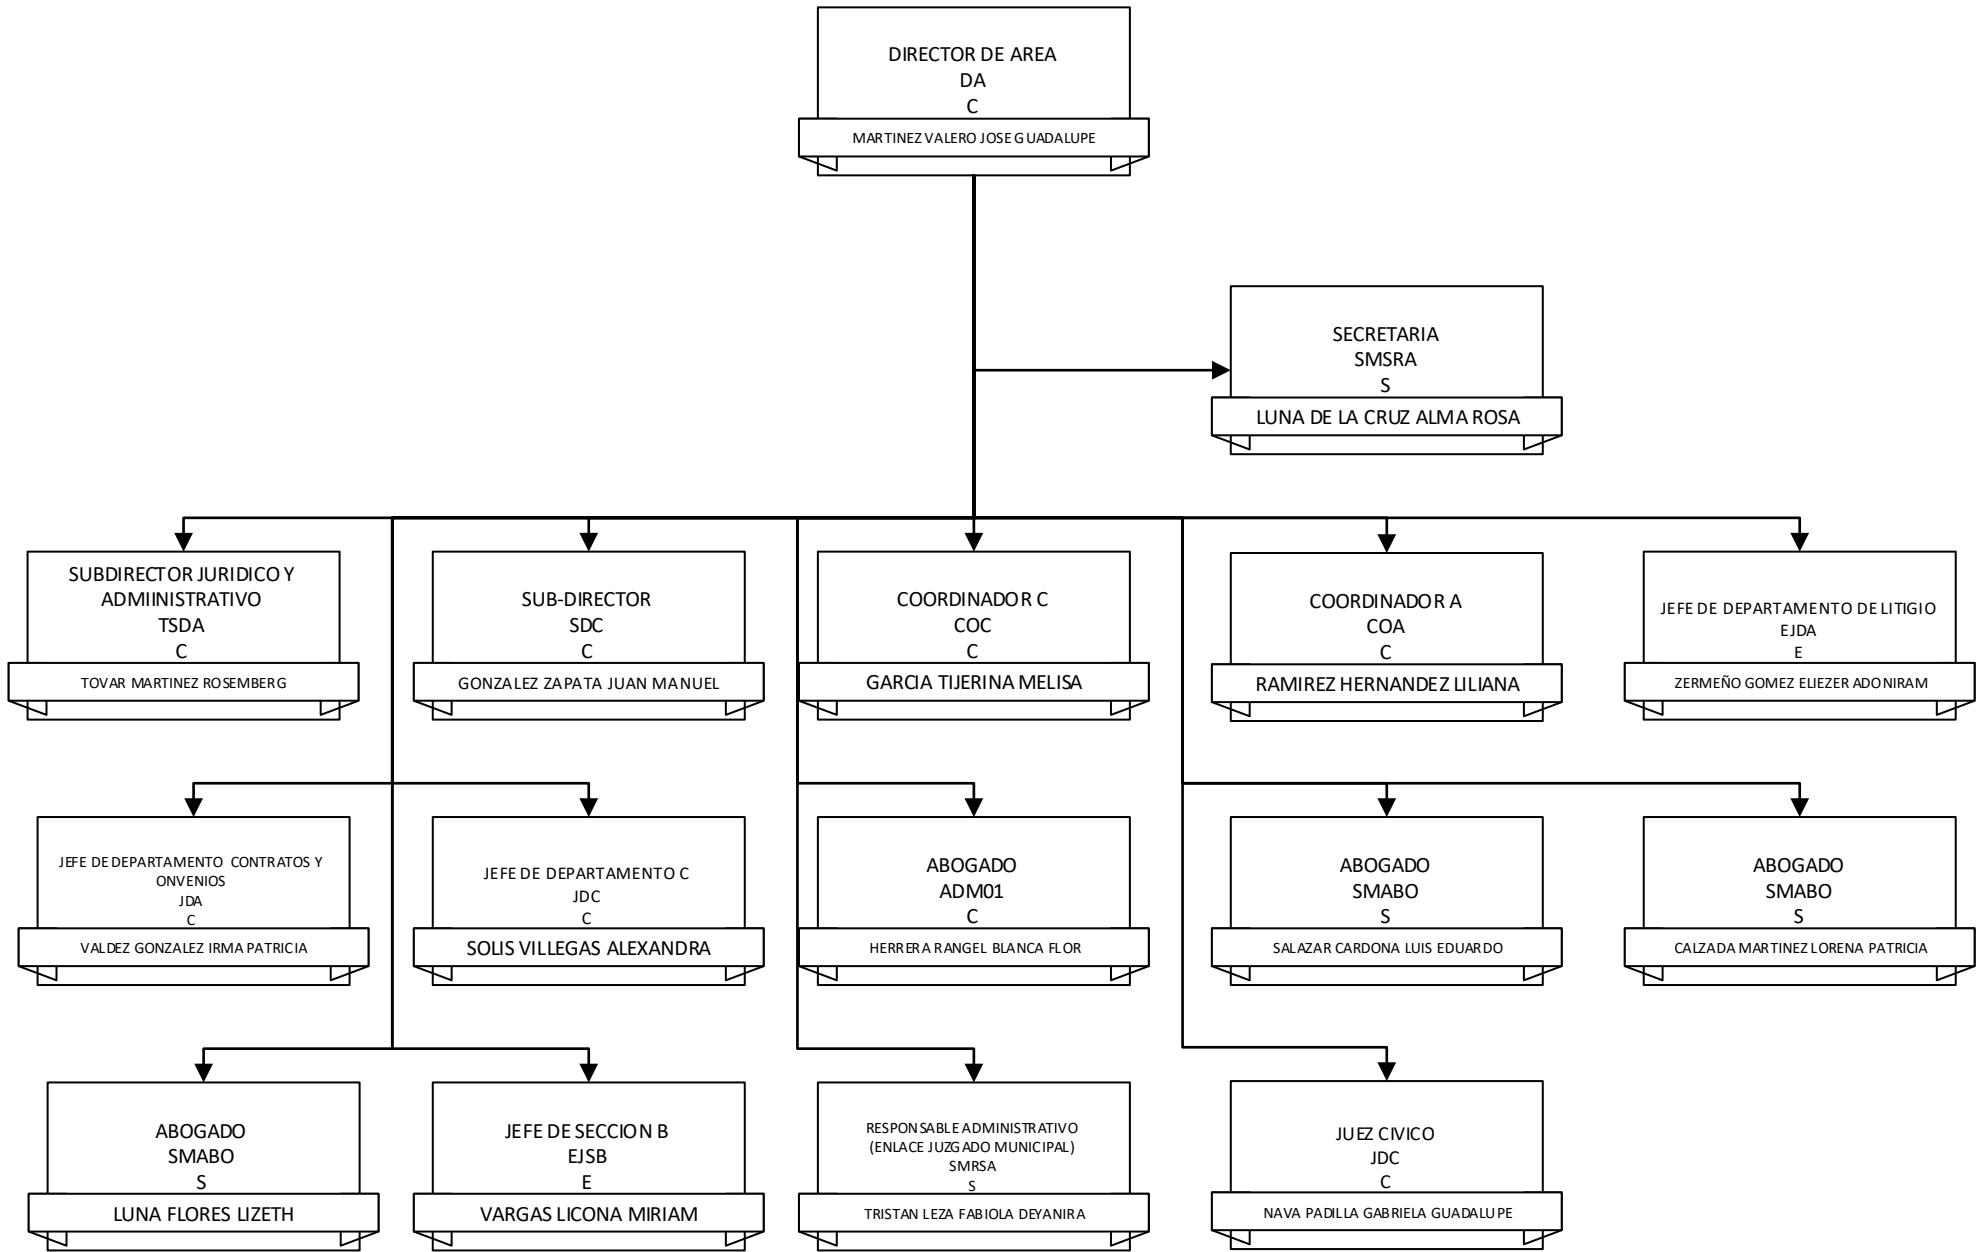 DIRECTOR DE AREA
DA
C
MARTINEZ VALERO JOSE GUADALUPE
SECRETARIA
SMSRA
S
LUNA DE LA CRUZ ALMA ROSA
SUBDIRECTOR JURIDICO Y
ADMIINISTRATIVO
TSDA
C
TOVAR MARTINEZ ROSEMBERG
SUB-DIRECTOR
SDC
C
GONZALEZ ZAPATA JUAN MANUEL
COORDINADOR C
COC
C
GARCIA TIJERINA MELISA
COORDINADOR A
COA
C
RAMIREZ HERNANDEZ LILIANA
JEFE DE DEPARTAMENTO DE LITIGIO
EJDA
E
ZERMEÑO GOMEZ ELIEZER ADONIRAM
JEFE DE DEPARTAMENTO CONTRATOS Y
ONVENIOS
JDA
C
VALDEZ GONZALEZ IRMA PATRICIA
JEFE DE DEPARTAMENTO C
JDC
C
SOLIS VILLEGAS ALEXANDRA
ABOGADO
ADM01
C
HERRERA RANGEL BLANCA FLOR
ABOGADO
SMABO
S
SALAZAR CARDONA LUIS EDUARDO
ABOGADO
SMABO
S
CALZADA MARTINEZ LORENA PATRICIA
ABOGADO
SMABO
S
LUNA FLORES LIZETH
JEFE DE SECCION B
EJSB
E
VARGAS LICONA MIRIAM
RESPONSABLE ADMINISTRATIVO
(ENLACE JUZGADO MUNICIPAL)
SMRSA
S
TRISTAN LEZA FABIOLA DEYANIRA
JUEZ CIVICO
JDC
C
NAVA PADILLA GABRIELA GUADALUPE